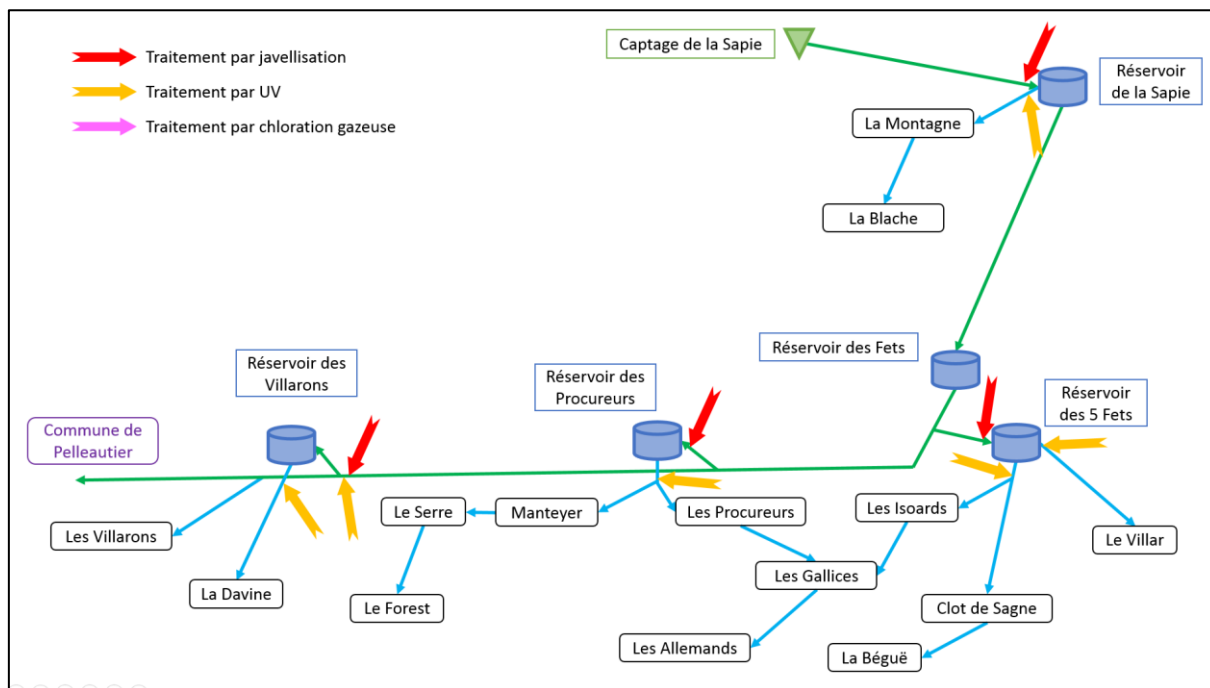 Traitement par javellisation
Traitement par UV
Traitement par chloration gazeuse
Captage de la Sapie
Réservoir
de la Sapie
La Montagne
La Blache
Réservoir des Fets
Réservoir des
Villarons
Réservoir des
Procureurs
Réservoir
des 5 Fets
Commune de
Pelleautier
Les Villarons
La Davine
Le Serre
Manteyer
Les Procureurs
Les Isoards
Le Villar
Le Forest
Les Gallices
Clot de Sagne
Les Allemands
La Béguë